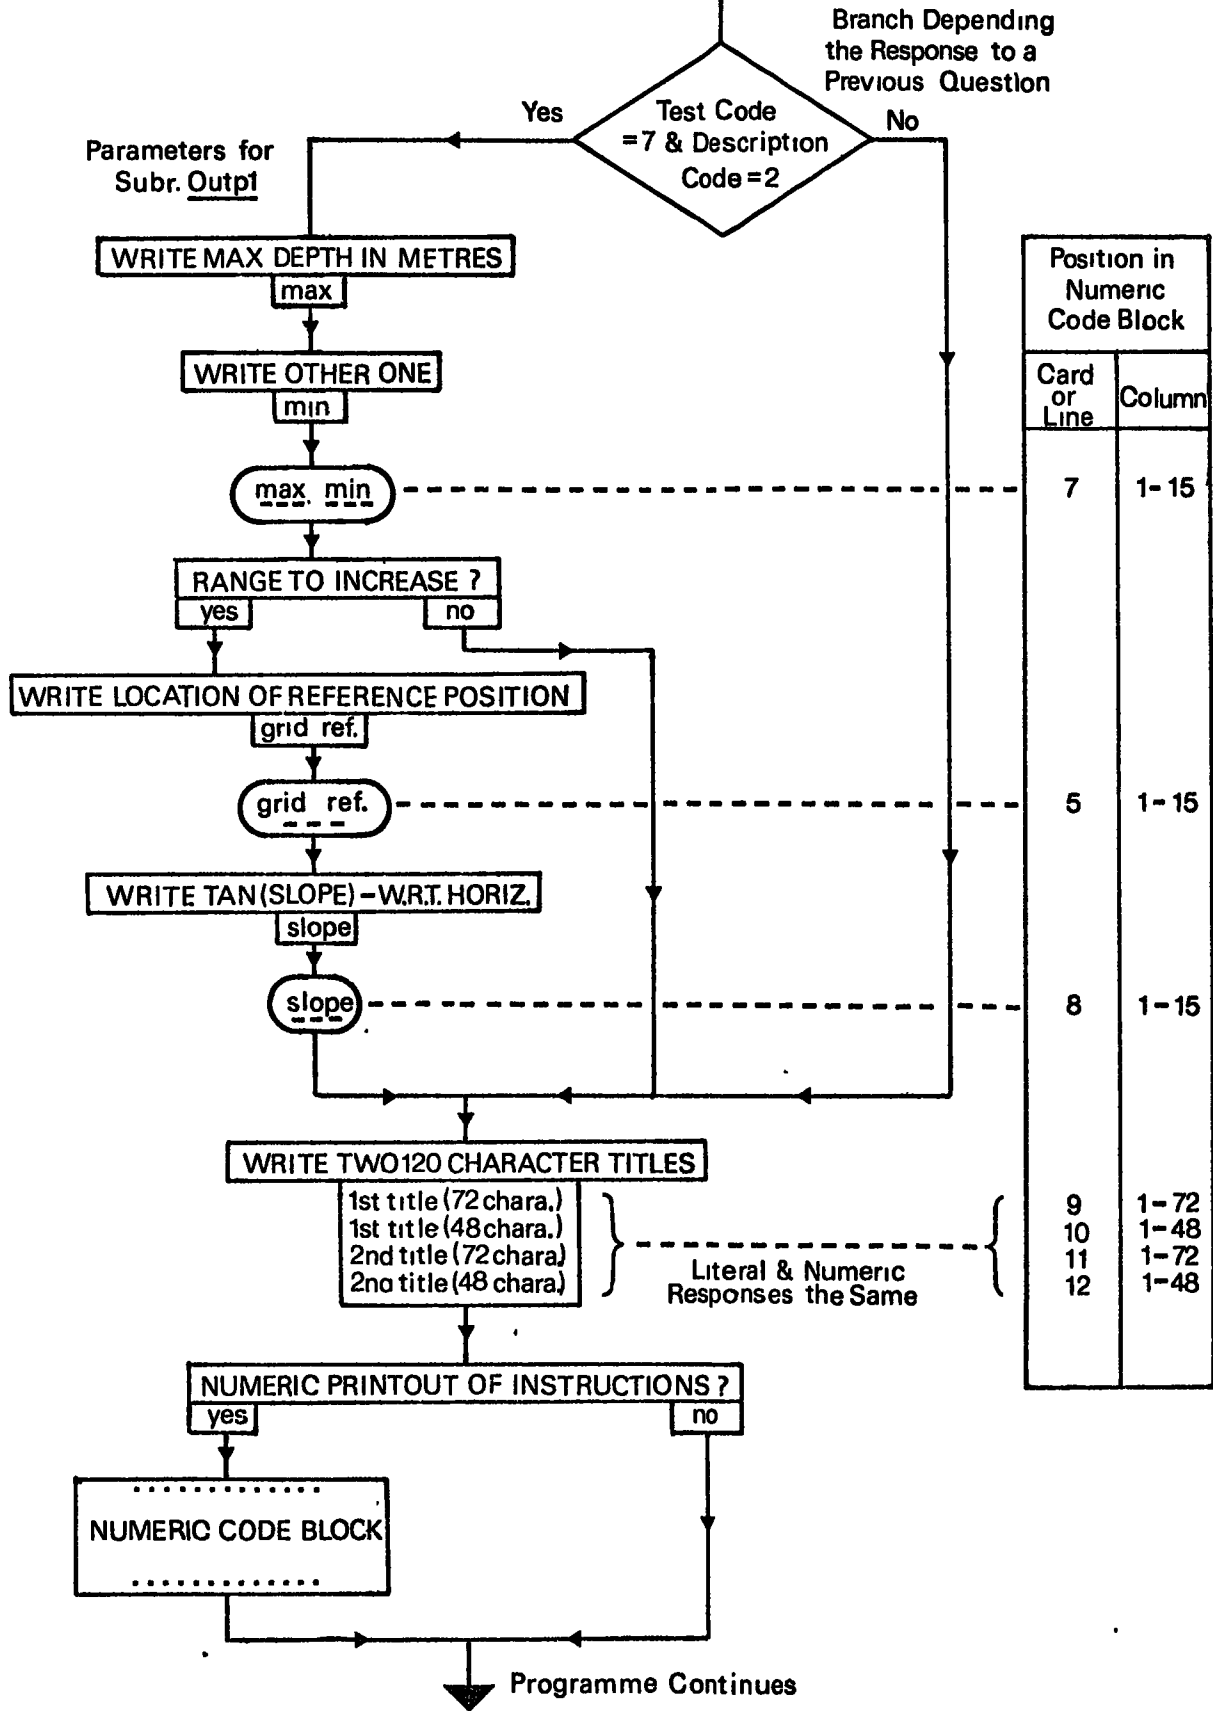 Branch Depending
the Response to a
Previous Question
Yes
Test Code
=7 & Description
Code=2
No
Parameters for
Subr. Outp1
WRITE MAX DEPTH IN METRES
max
WRITE OTHER ONE
min
max. min
RANGE TO INCREASE ?
yes
no
WRITE LOCATION OF REFERENCE POSITION
grid ref.
grid ref.
WRITE TAN(SLOPE)-W.R.T. HORIZ.
slope
slope
WRITE TWO 120 CHARACTER TITLES
1st title (72 chara.)
1st title (48 chara.)
2nd title (72 chara.)
2nd title (48 chara.)
Literal & Numeric
Responses the Same
NUMERIC PRINTOUT OF INSTRUCTIONS ?
yes
no
NUMERIC CODE BLOCK
Programme Continues
Position in
Numeric
Code Block
Card
or
Line
Column
7 1-15
5 1-15
8 1-15
9 1-72
10 1-48
11 1-72
12 1-48